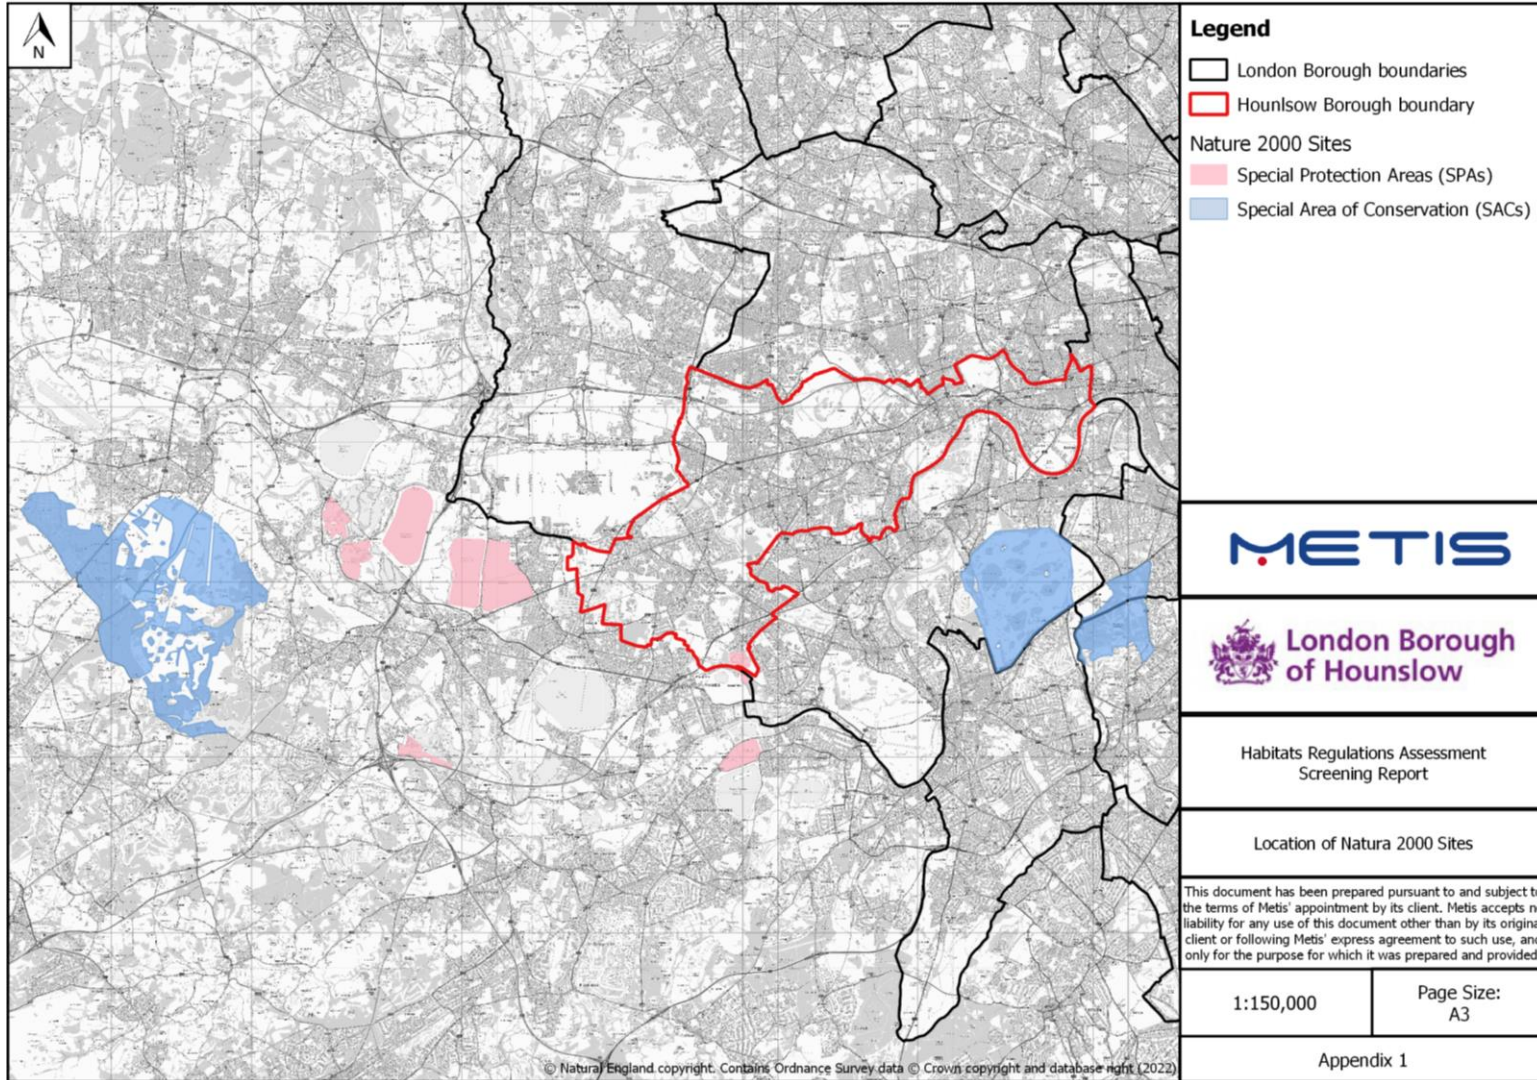 N
Legend
London Borough boundaries
Hounlsow Borough boundary
Nature 2000 Sites
Special Protection Areas (SPAs)
Special Area of Conservation (SACs)
METIS
London Borough
of Hounslow
Habitats Regulations Assessment
Screening Report
Location of Natura 2000 Sites
This document has been prepared pursuant to and subject to
the terms of Metis' appointment by its client. Metis accepts n
liability for any use of this document other than by its origina
client or following Metis' express agreement to such use, and
only for the purpose for which it was prepared and provided
1:150,000
Page Size:
A3
Appendix 1
© Natural England copyright. Contains Ordnance Survey data © Crown copyright and database right (2022)